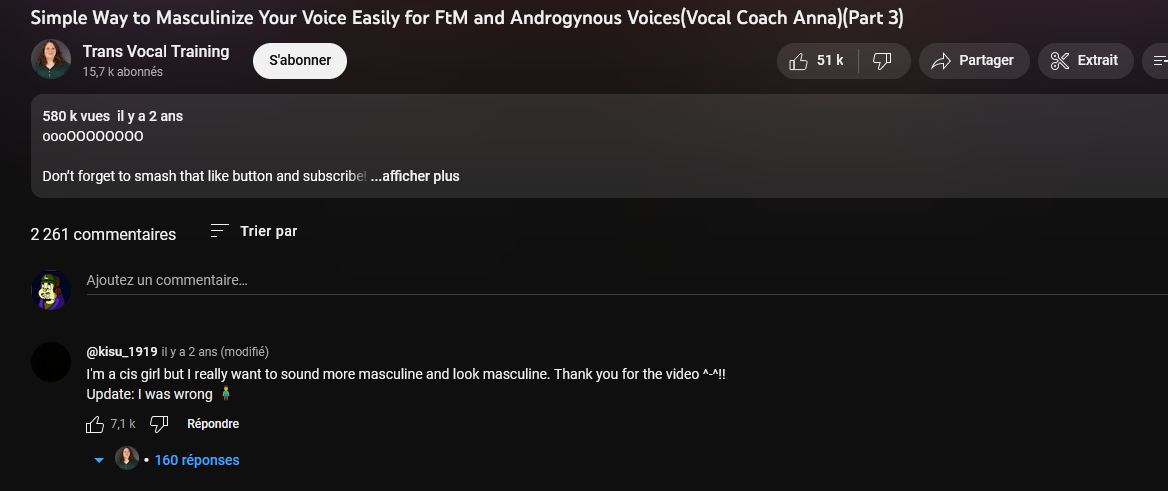 Simple Way to Masculinize Your Voice Easily for FtM and Androgynous Voices(Vocal Coach Anna)(Part 3)
Trans Vocal Training
15,7 k abonnés
S'abonner
51 k
Partager
Extrait
580 k vues il y a 2 ans
oooOOOOOOOO
Don't forget to smash that like button and subscribe! ...afficher plus
2 261 commentaires
Trier par
Ajoutez un commentaire…
@kisu_1919 il y a 2 ans (modifié)
I'm a cis girl but I really want to sound more masculine and look masculine. Thank you for the video ^-^!!
Update: I was wrong 🧍‍♂️
7,1 k
Répondre
• 160 réponses